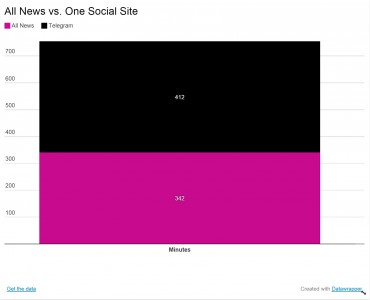 All News vs. One Social Site
All News Telegram
700
600
500
412
400
300
200
342
100
Minutes
Get the data Created with Datawrapper